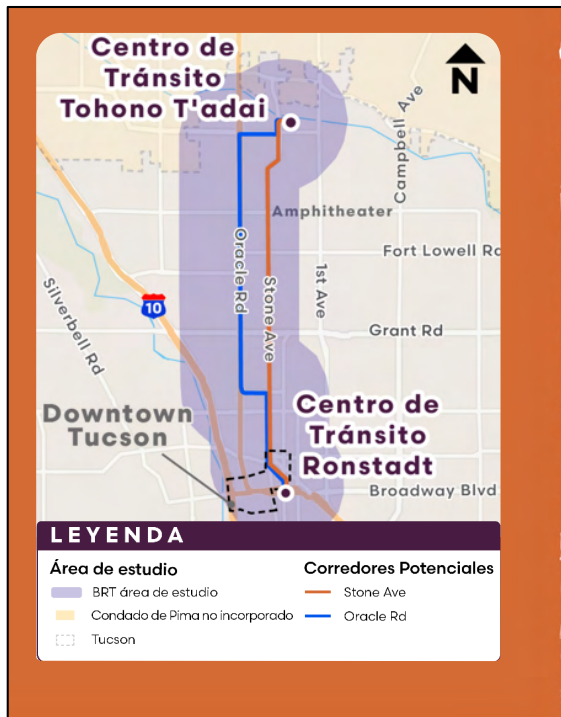 Centro de
Tránsito
Tohono T'adai
N
Campbell Ave
Amphitheater
Oracle Rd
Fort Lowell Rd
Silverbell Rd
10
Stone Ave
1st Ave
Grant Rd
Downtown
Tucson
Centro de
Tránsito
Ronstadt
Broadway Blvd
LEYENDA
Área de estudio
BRT área de estudio
Condado de Pima no incorporado
Tucson
Corredores Potenciales
Stone Ave
Oracle Rd